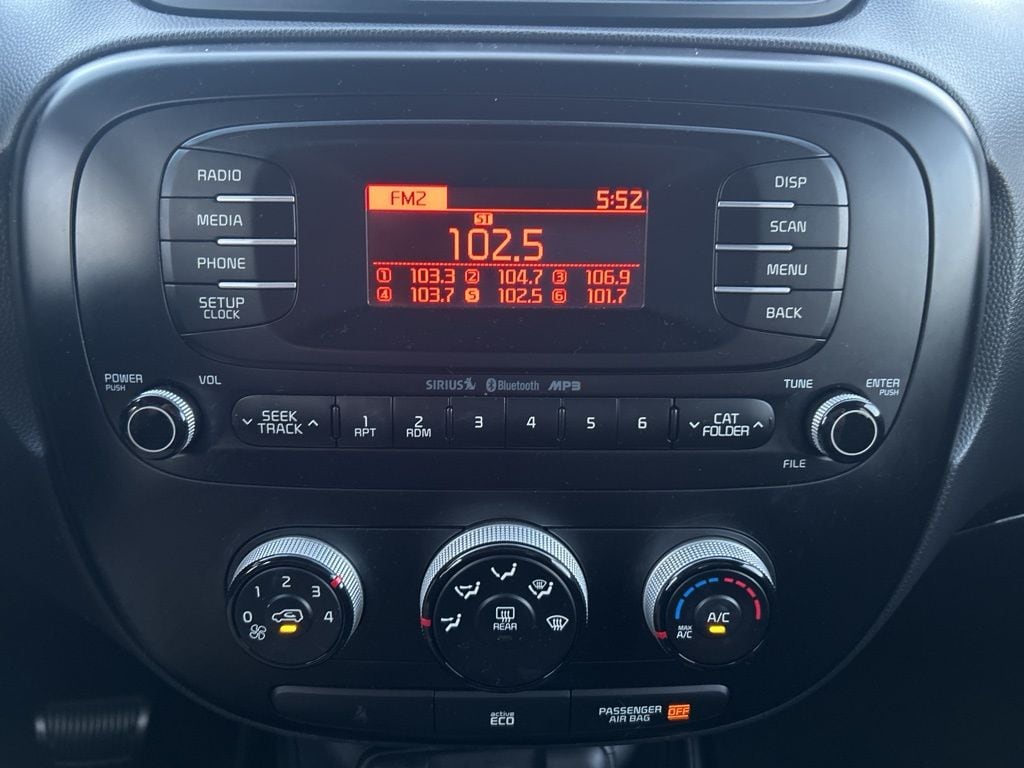 RADIO
MEDIA
PHONE
SETUP
CLOCK
FM2 5:52
ST
102.5
1 103.3 2 104.7 3 106.9
4 103.7 5 102.5 6 101.7
DISP
SCAN
MENU
BACK
POWER
PUSH
VOL
SIRIUS Bluetooth MP3
TUNE
ENTER
PUSH
SEEK
TRACK
1
RPT
2
RDM
3
4
5
6
CAT
FOLDER
FILE
0 1 2 3 4
REAR
A/C
MAX
A/C
active
ECO
PASSENGER
AIR BAG
OFF